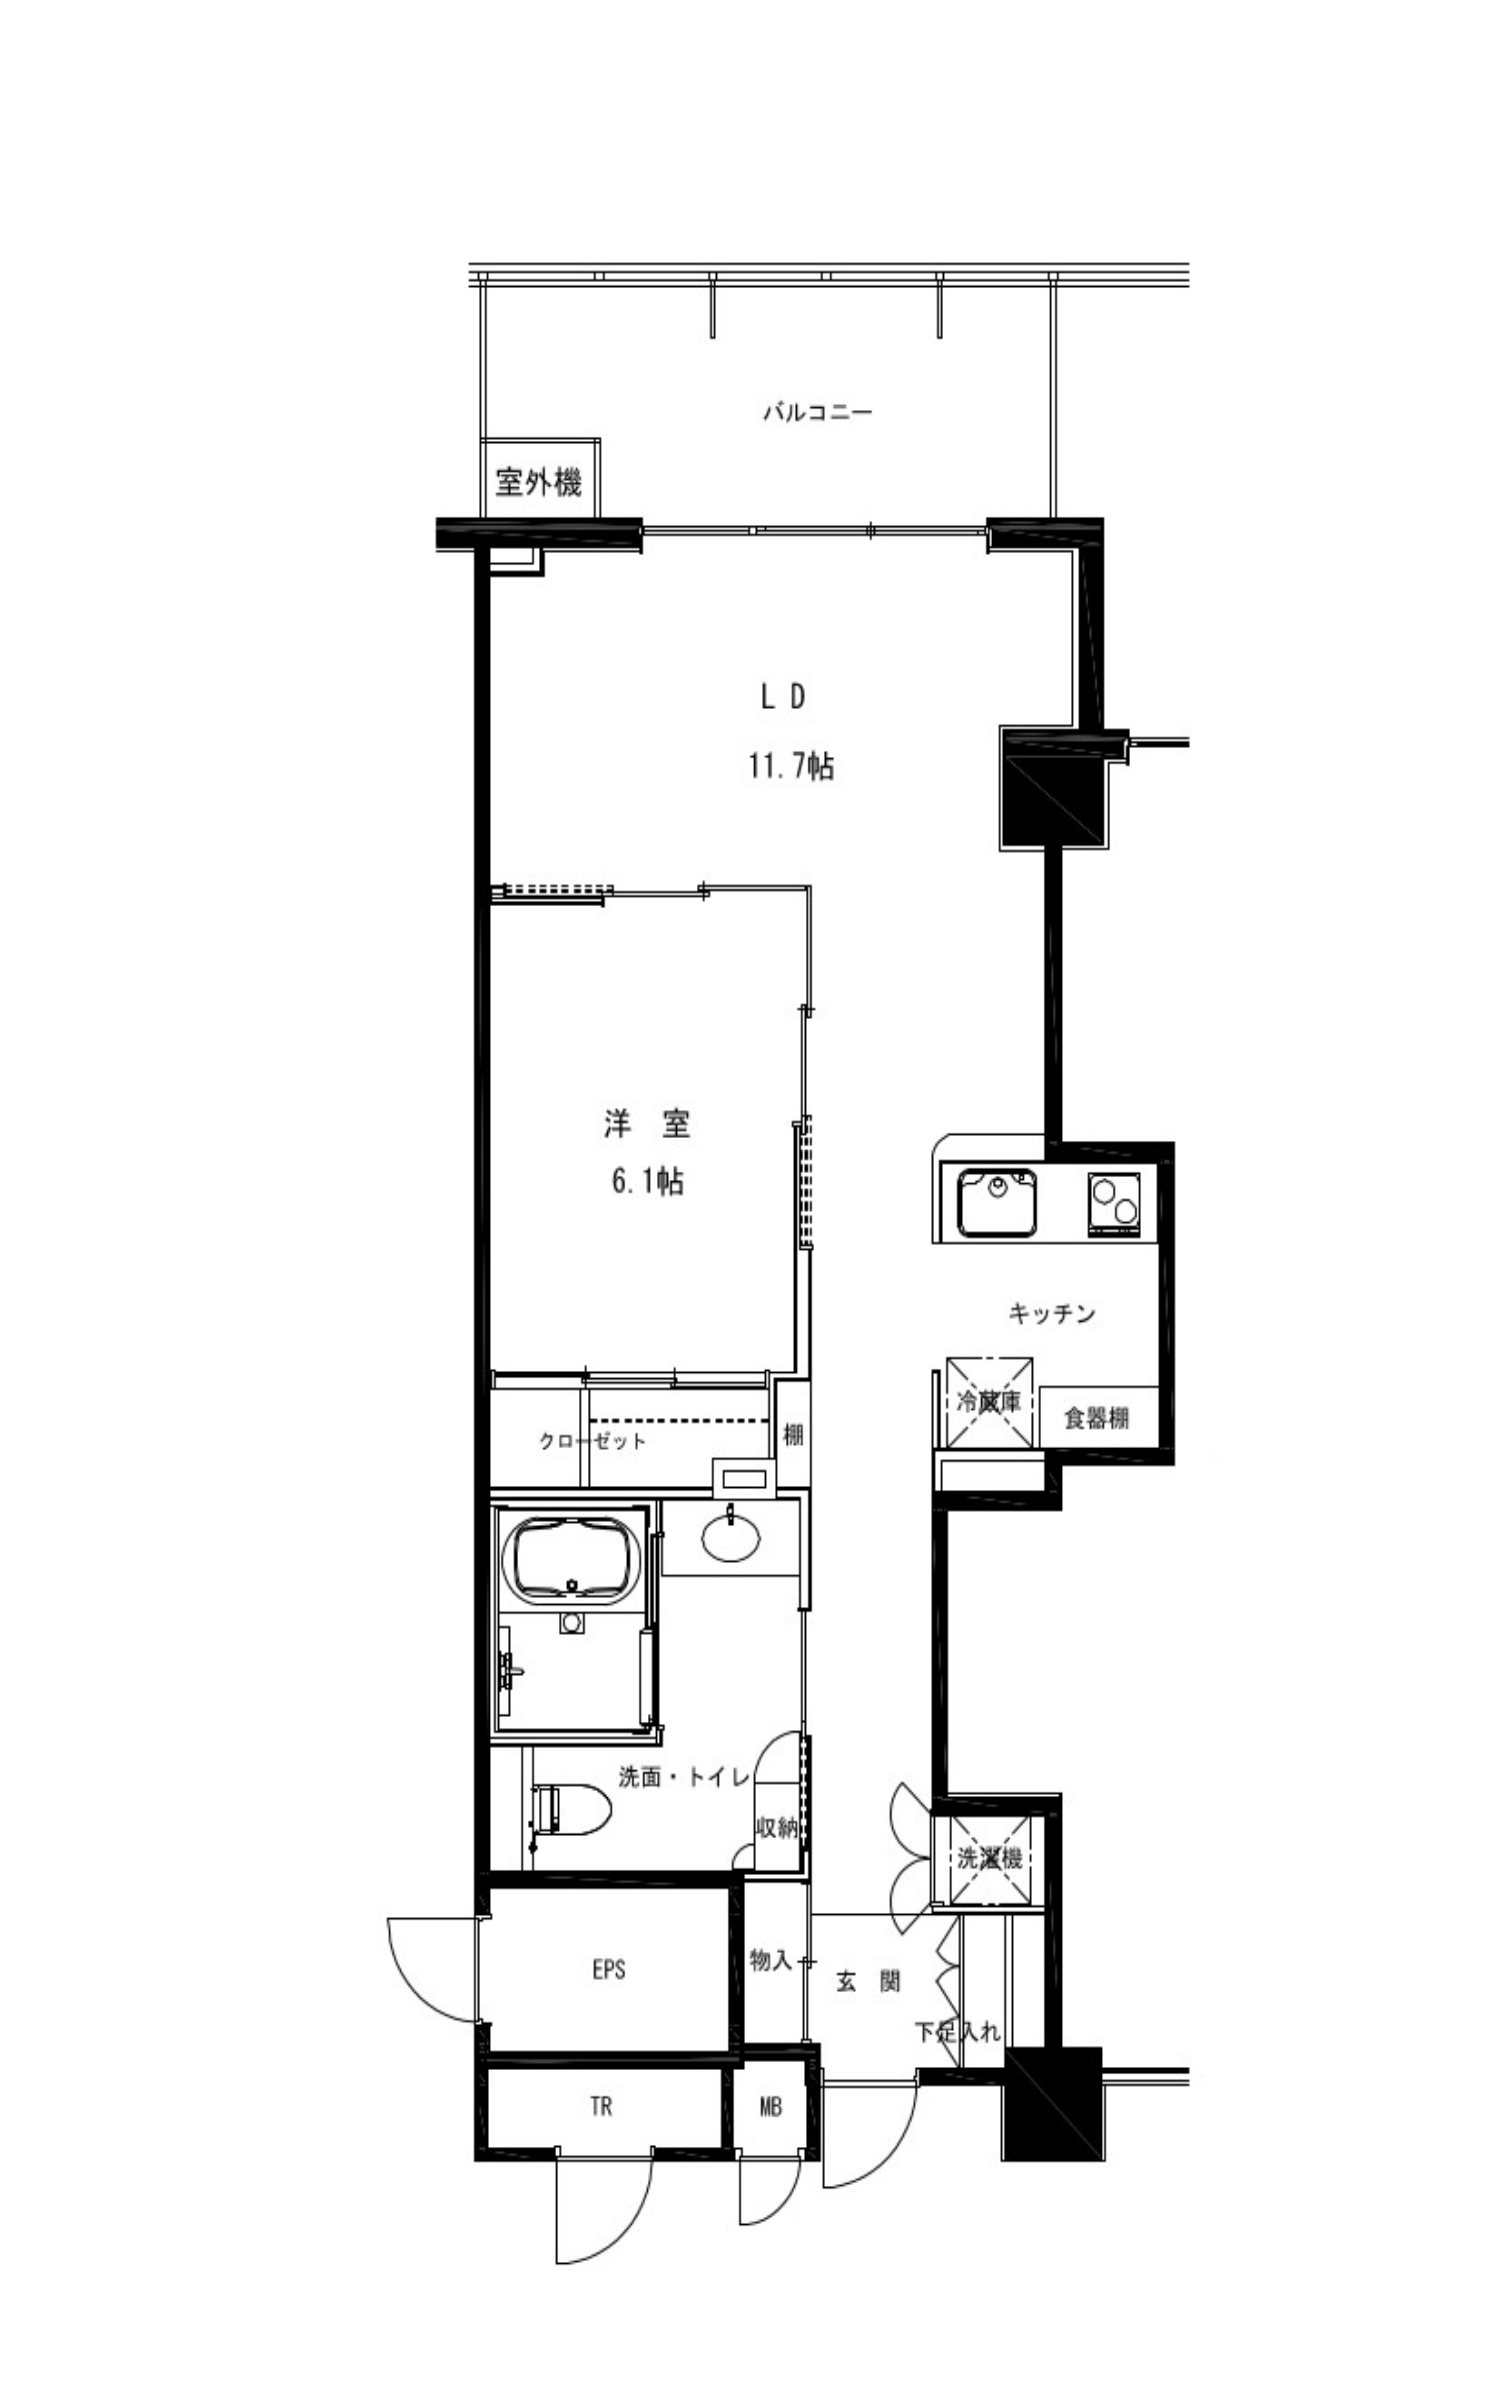 バルコニー
室外機
LD
11.7帖
洋 室
6.1帖
キッチン
冷蔵庫
食器棚
クローゼット
棚
洗面・トイレ
収納
洗濯機
物入
玄 関
EPS
下足入れ
TR
MB